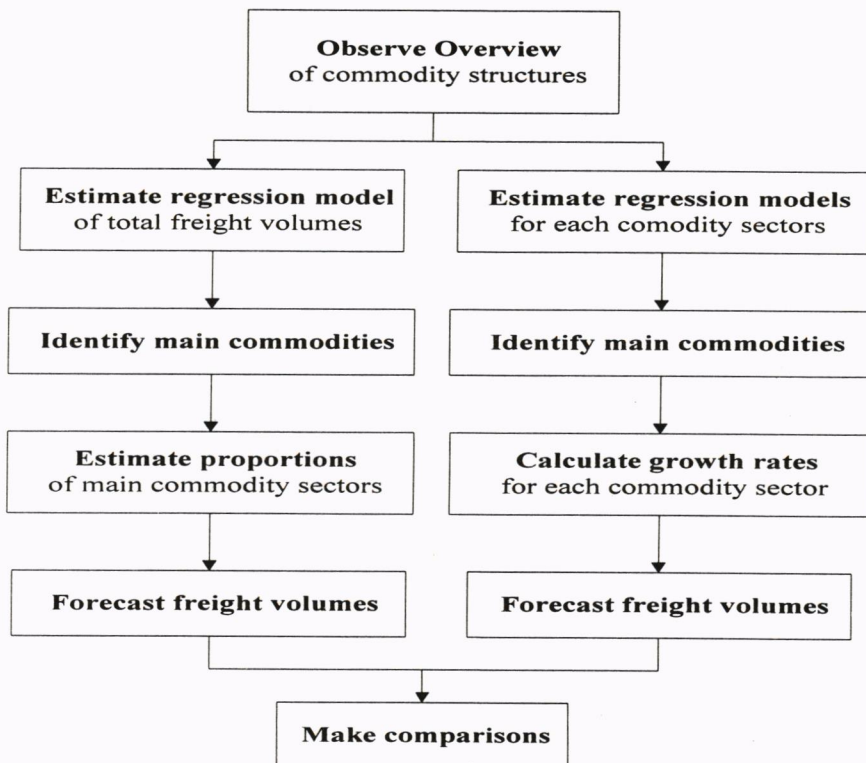 Observe Overview
of commodity structures
Estimate regression model
of total freight volumes
Estimate regression models
for each comodity sectors
Identify main commodities
Identify main commodities
Estimate proportions
of main commodity sectors
Calculate growth rates
for each commodity sector
Forecast freight volumes
Forecast freight volumes
Make comparisons